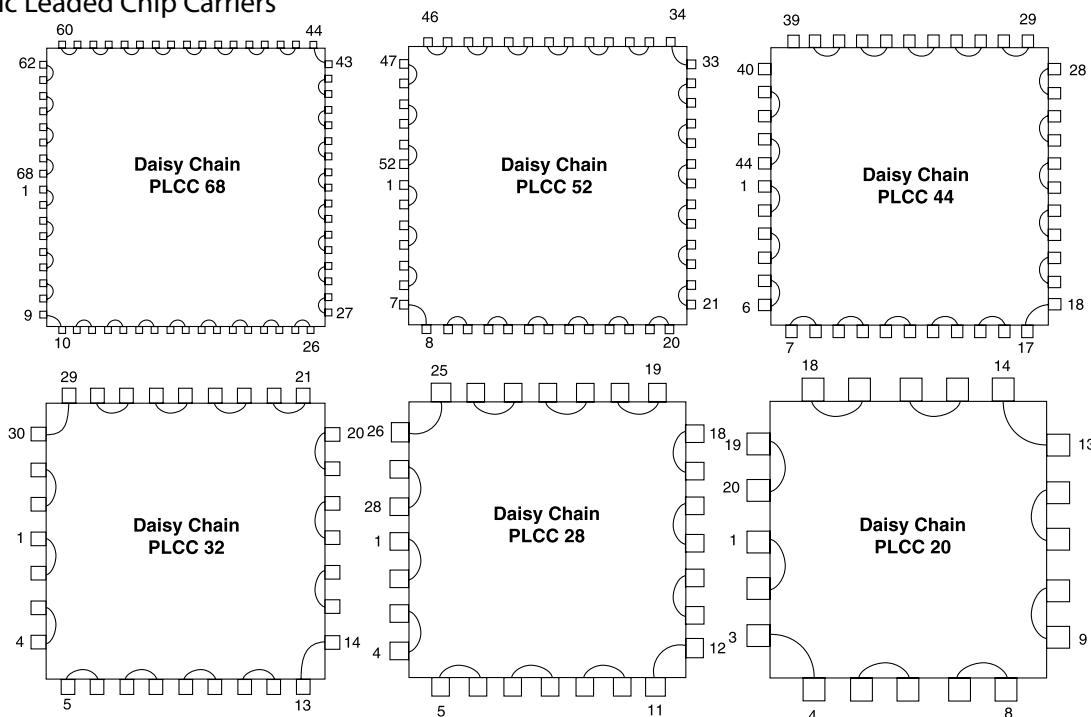 ic Leaded Chip Carriers
60 44
62 43
68
1
9 27
10 26
Daisy Chain
PLCC 68
46 34
47 33
52
1
7 21
8 20
Daisy Chain
PLCC 52
39 29
40 28
44
1
6 18
7 17
Daisy Chain
PLCC 44
29 21
30 20
1
4 14
5 13
Daisy Chain
PLCC 32
25 19
26 18
28
1
4 12
5 11
Daisy Chain
PLCC 28
18 14
19 13
20
1
3 9
4 8
Daisy Chain
PLCC 20